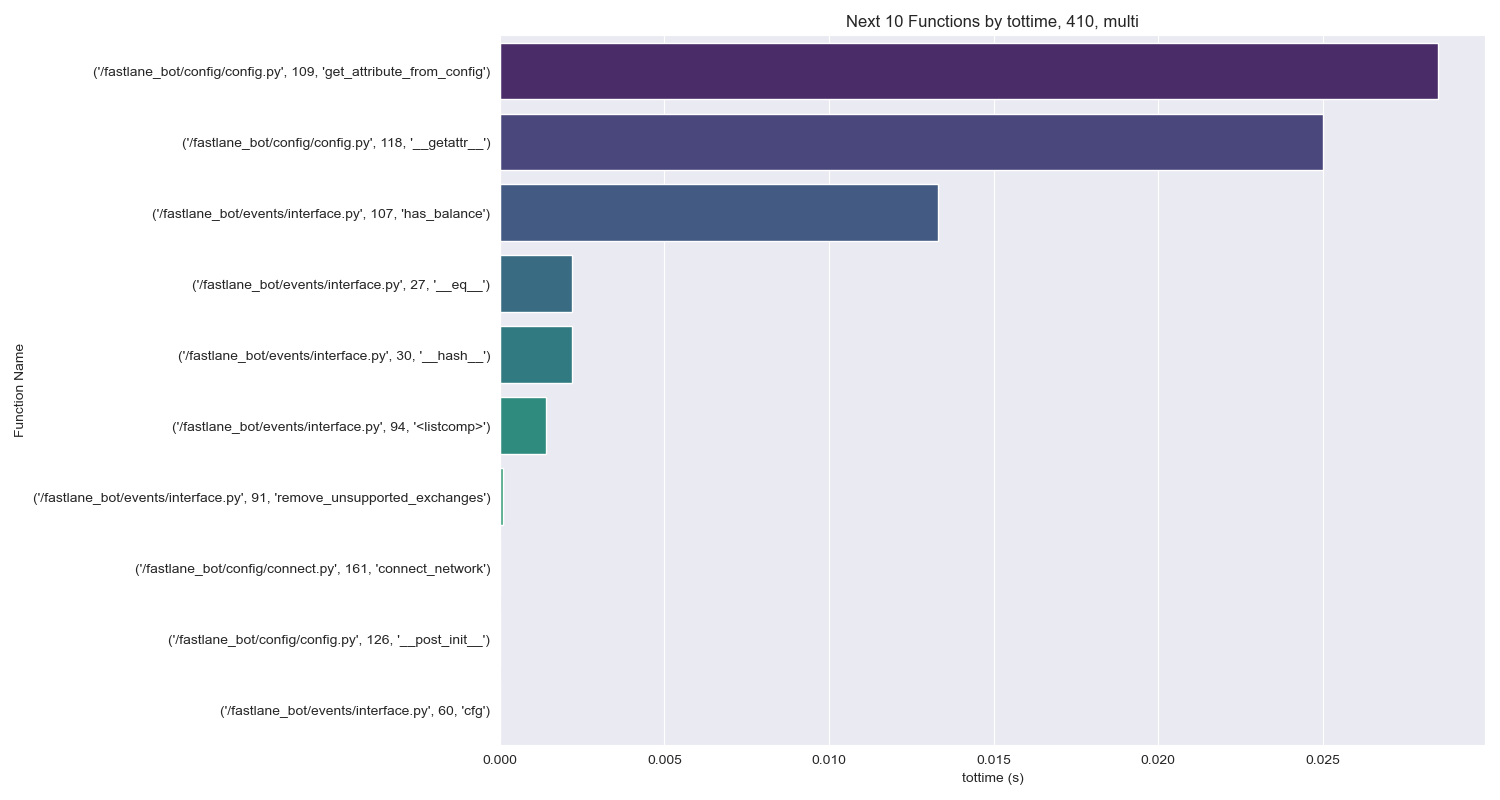 Next 10 Functions by tottime, 410, multi
('/fastlane_bot/config/config.py', 109, 'get_attribute_from_config')
('/fastlane_bot/config/config.py', 118, '__getattr__')
('/fastlane_bot/events/interface.py', 107, 'has_balance')
('/fastlane_bot/events/interface.py', 27, '__eq__')
('/fastlane_bot/events/interface.py', 30, '__hash__')
('/fastlane_bot/events/interface.py', 94, '<listcomp>')
('/fastlane_bot/events/interface.py', 91, 'remove_unsupported_exchanges')
('/fastlane_bot/config/connect.py', 161, 'connect_network')
('/fastlane_bot/config/config.py', 126, '__post_init__')
('/fastlane_bot/events/interface.py', 60, 'cfg')
Function Name
0.000 0.005 0.010 0.015 0.020 0.025
tottime (s)